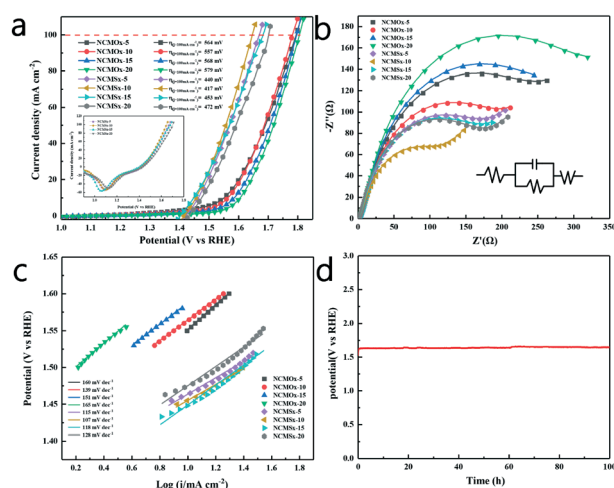 a
NCMOx-5
NCMOx-10
NCMOx-15
NCMOx-20
NCMSx-5
NCMSx-10
NCMSx-15
NCMSx-20
564 mV
557 mV
568 mV
579 mV
440 mV
417 mV
453 mV
472 mV
Current density (mA cm⁻²)
100
80
60
40
20
0
1.0 1.1 1.2 1.3 1.4 1.5 1.6 1.7 1.8
Potential (V vs RHE)
Potential (V vs RHE)
b
NCMOx-5
NCMOx-10
NCMOx-15
NCMOx-20
NCMSx-5
NCMSx-10
NCMSx-15
NCMSx-20
-Z''(Ω)
-180
-160
-140
-120
-100
-80
-60
-40
-20
0
0 50 100 150 200 250 300 350
Z'(Ω)
c
Potential (V vs RHE)
1.65
1.60
1.55
1.50
1.45
1.40
160 mV dec⁻¹
139 mV dec⁻¹
151 mV dec⁻¹
165 mV dec⁻¹
115 mV dec⁻¹
107 mV dec⁻¹
118 mV dec⁻¹
128 mV dec⁻¹
NCMOx-5
NCMOx-10
NCMOx-15
NCMOx-20
NCMSx-5
NCMSx-10
NCMSx-15
NCMSx-20
0.2 0.4 0.6 0.8 1.0 1.2 1.4 1.6 1.8
Log (j/mA cm⁻²)
d
potential(V vs RHE)
3.0
2.5
2.0
1.5
1.0
0.5
0.0
0 20 40 60 80 100
Time (h)